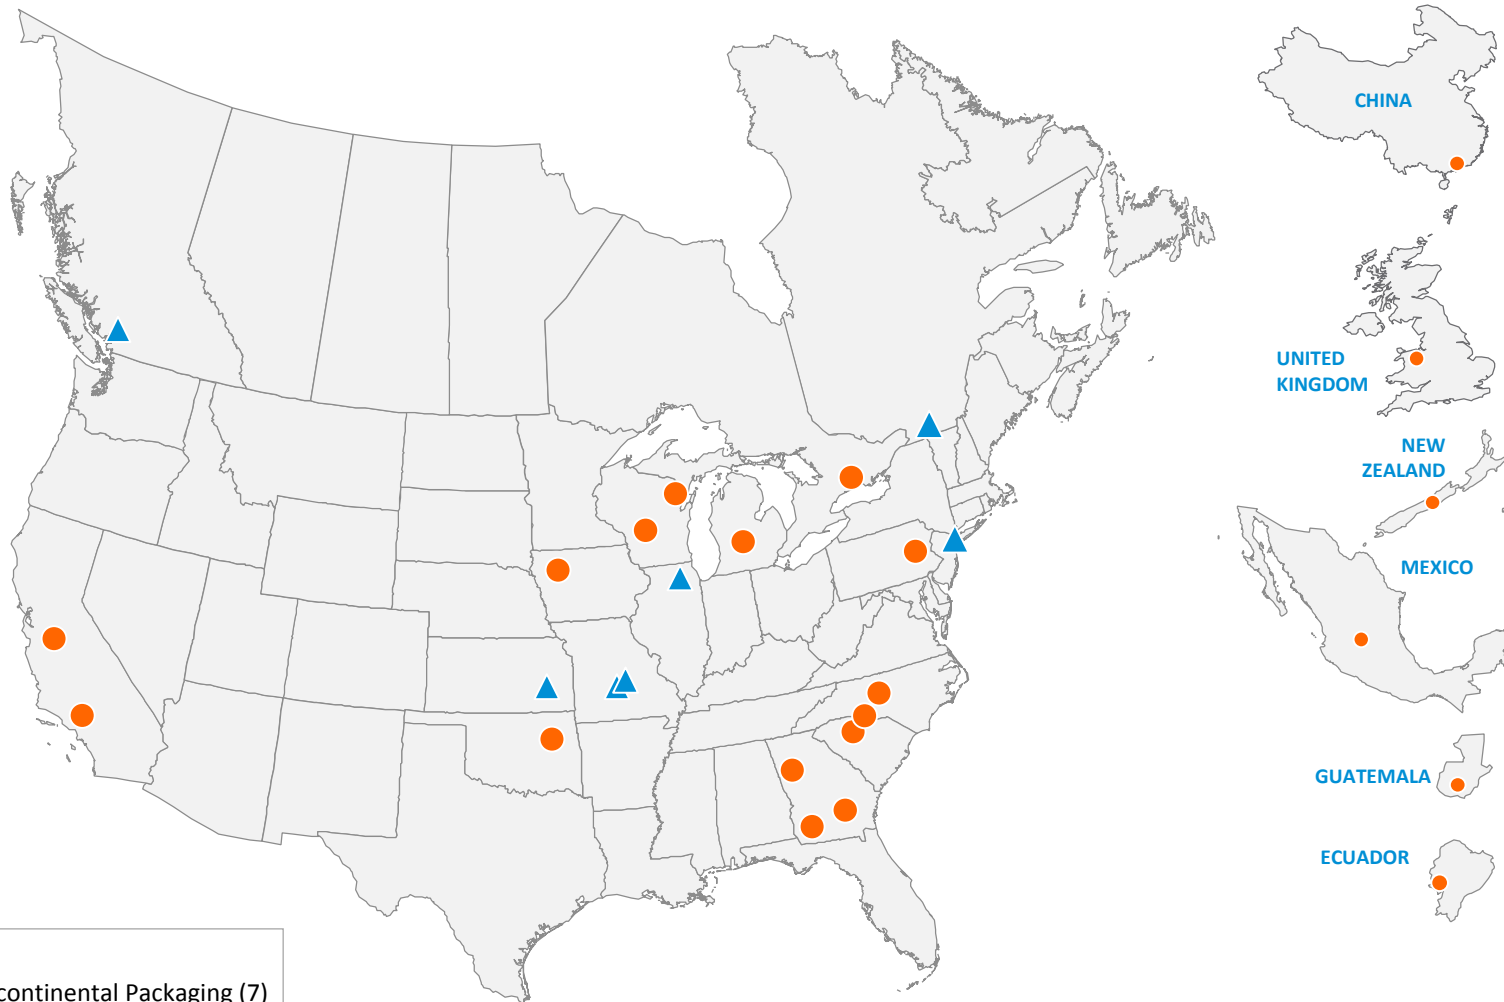 CHINA
UNITED
KINGDOM
NEW
ZEALAND
MEXICO
GUATEMALA
ECUADOR
continental Packaging (7)